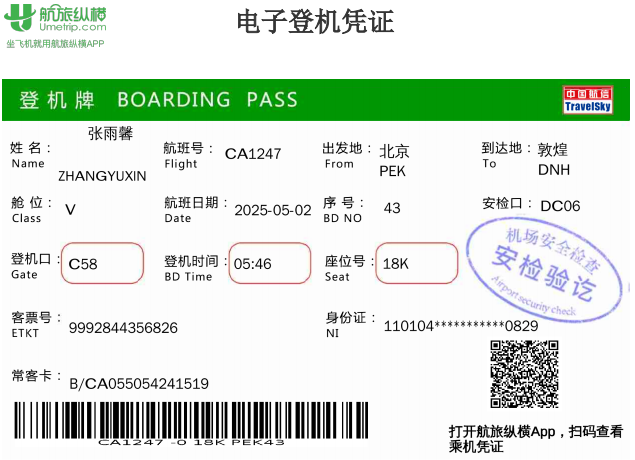 航旅纵横
Umetrip.com
坐飞机就用航旅纵横APP
电子登机凭证
登机牌 BOARDING PASS
中国航信
TravelSky
姓名： 张雨馨
Name ZHANGYUXIN
航班号： CA1247
Flight
出发地： 北京
From PEK
到达地： 敦煌
To DNH
舱位： V
Class
航班日期： 2025-05-02
Date
序号： 43
BD NO
安检口： DC06
登机口： C58
Gate
登机时间： 05:46
BD Time
座位号： 18K
Seat
机场安全检查
安检验讫
Airport security check
客票号： 9992844356826
ETKT
身份证： 110104***********0829
NI
常客卡： B/CA055054241519
CA1247 -0 18K PEK43
打开航旅纵横App，扫码查看
乘机凭证